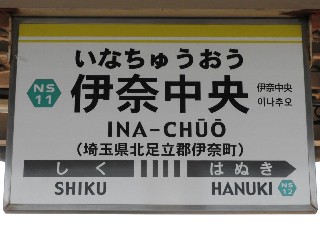 いなちゅうおう
NS
11
伊奈中央
伊奈中央
이나추오
INA-CHŪŌ
(埼玉県北足立郡伊奈町)
しく
はぬき
SHIKU
HANUKI
NS
12